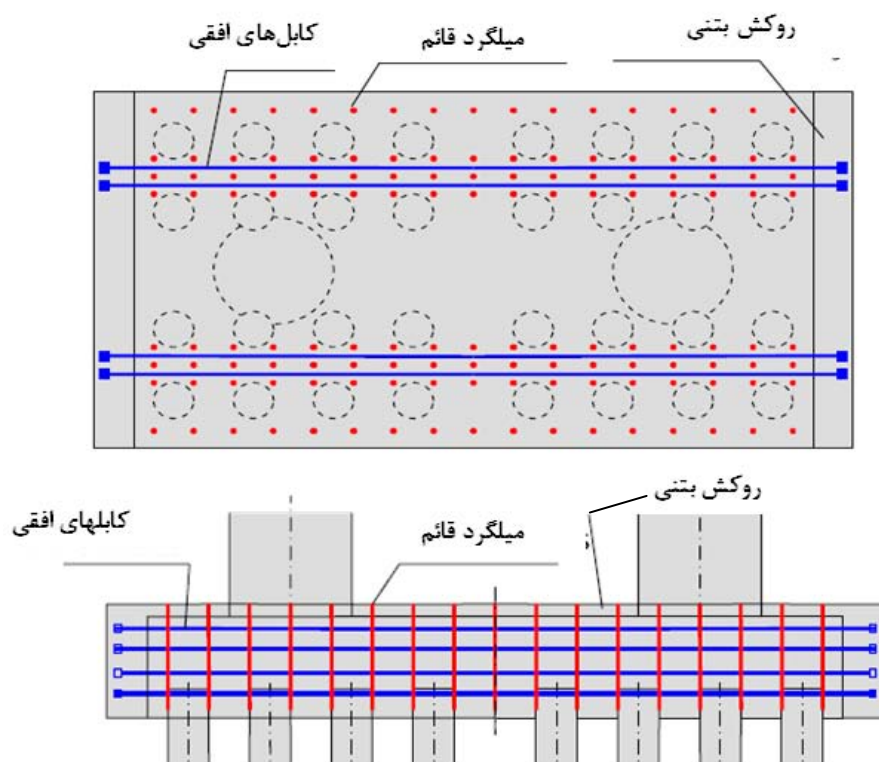 روکش بتنی
میلگرد قائم
کابل‌های افقی
روکش بتنی
میلگرد قائم
کابلهای افقی